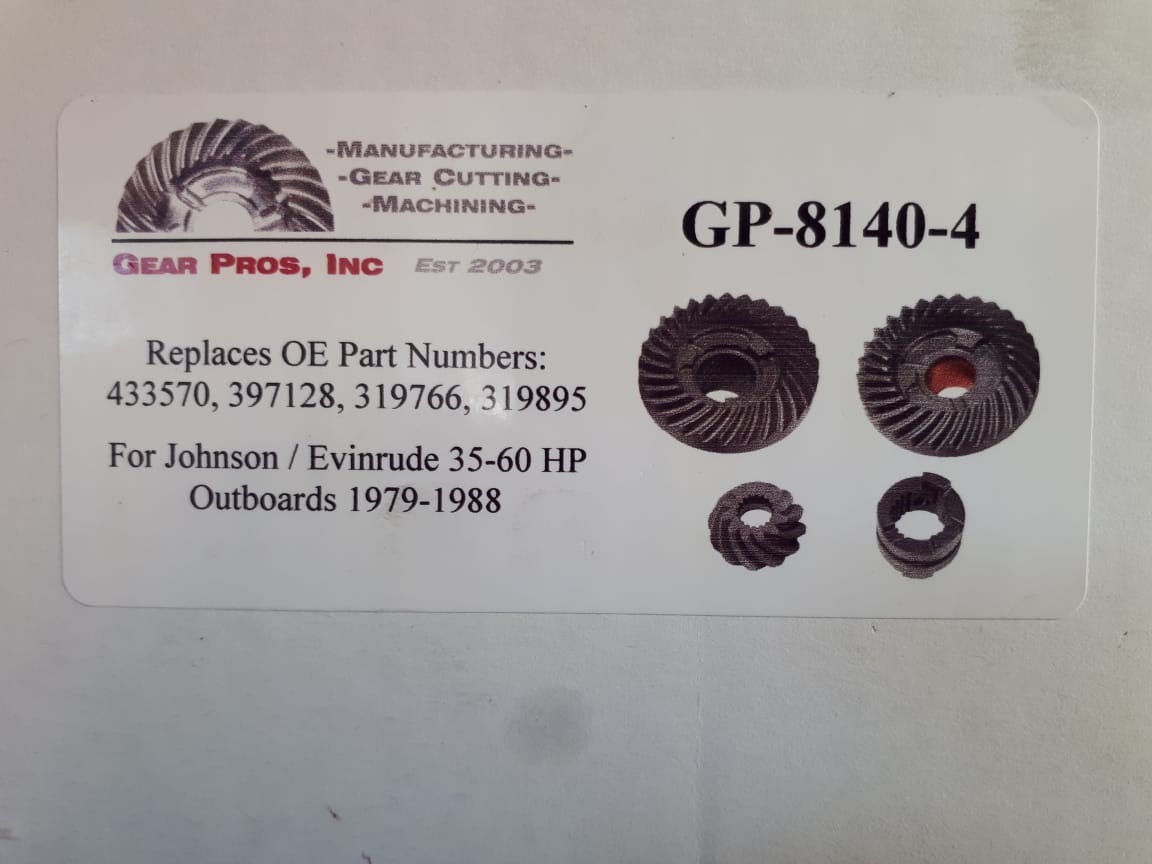 -MANUFACTURING-
-GEAR CUTTING-
-MACHINING-
GEAR PROS, INC EST 2003
GP-8140-4
Replaces OE Part Numbers:
433570, 397128, 319766, 319895
For Johnson / Evinrude 35-60 HP
Outboards 1979-1988